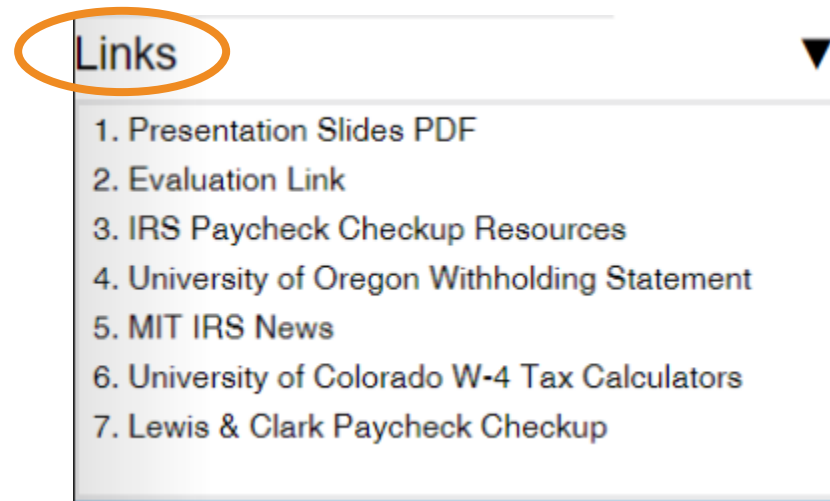 Links
1. Presentation Slides PDF
2. Evaluation Link
3. IRS Paycheck Checkup Resources
4. University of Oregon Withholding Statement
5. MIT IRS News
6. University of Colorado W-4 Tax Calculators
7. Lewis & Clark Paycheck Checkup